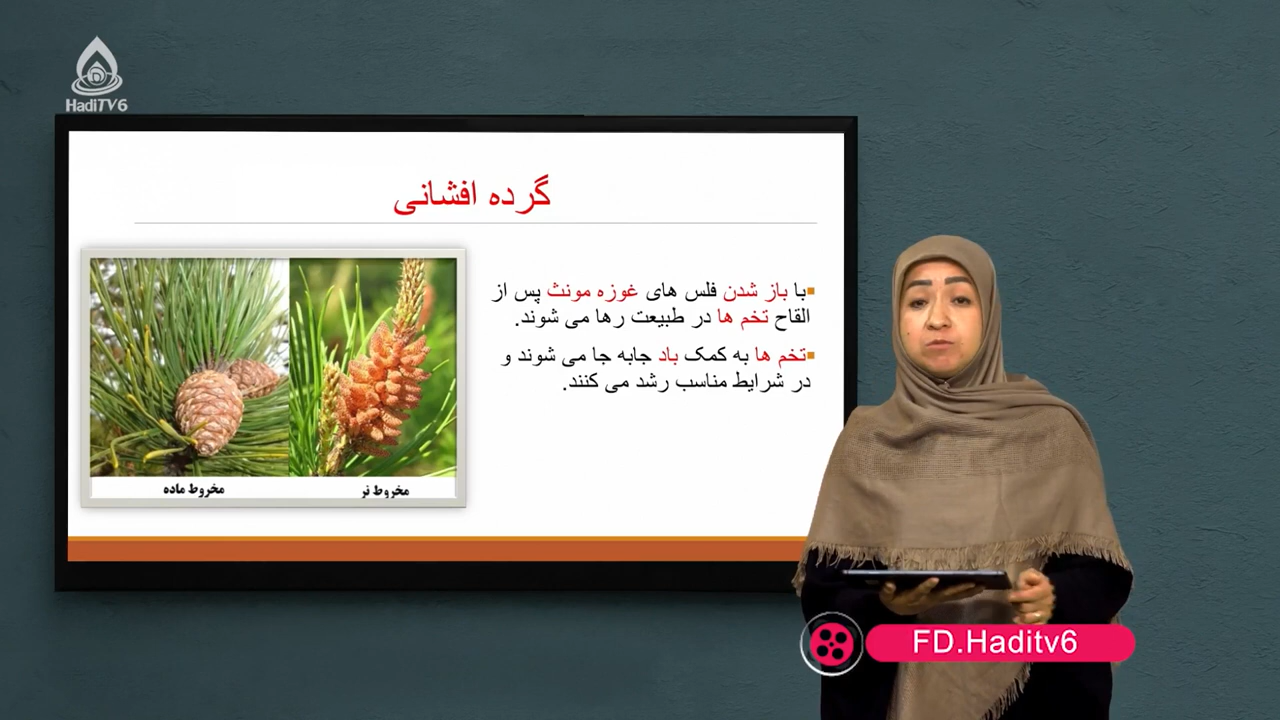 HadiTV6
گرده افشانی
با باز شدن فلس های غوزه مونث پس از
القاح تخم ها در طبیعت رها می شوند.
تخم ها به کمک باد جابه جا می شوند و
در شرایط مناسب رشد می کنند.
مخروط نر
مخروط ماده
FD.Haditv6